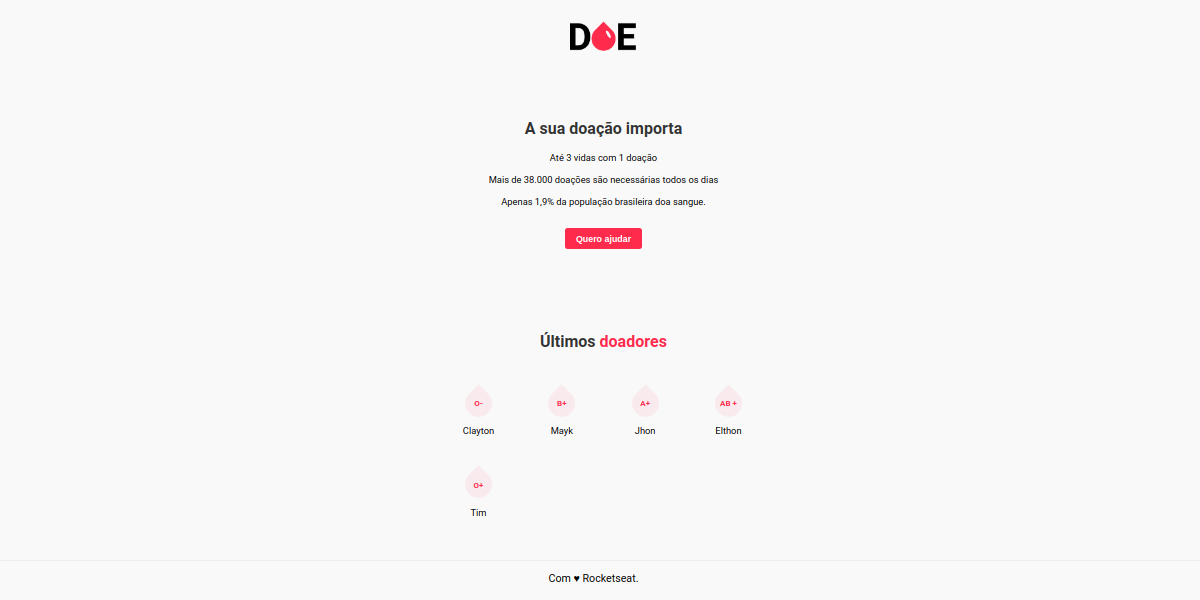 DOE
A sua doação importa
Até 3 vidas com 1 doação
Mais de 38.000 doações são necessárias todos os dias
Apenas 1,9% da população brasileira doa sangue.
Quero ajudar
Últimos doadores
O- B+ A+ AB +
Clayton Mayk Jhon Elthon
O+
Tim
Com ♥ Rocketseat.